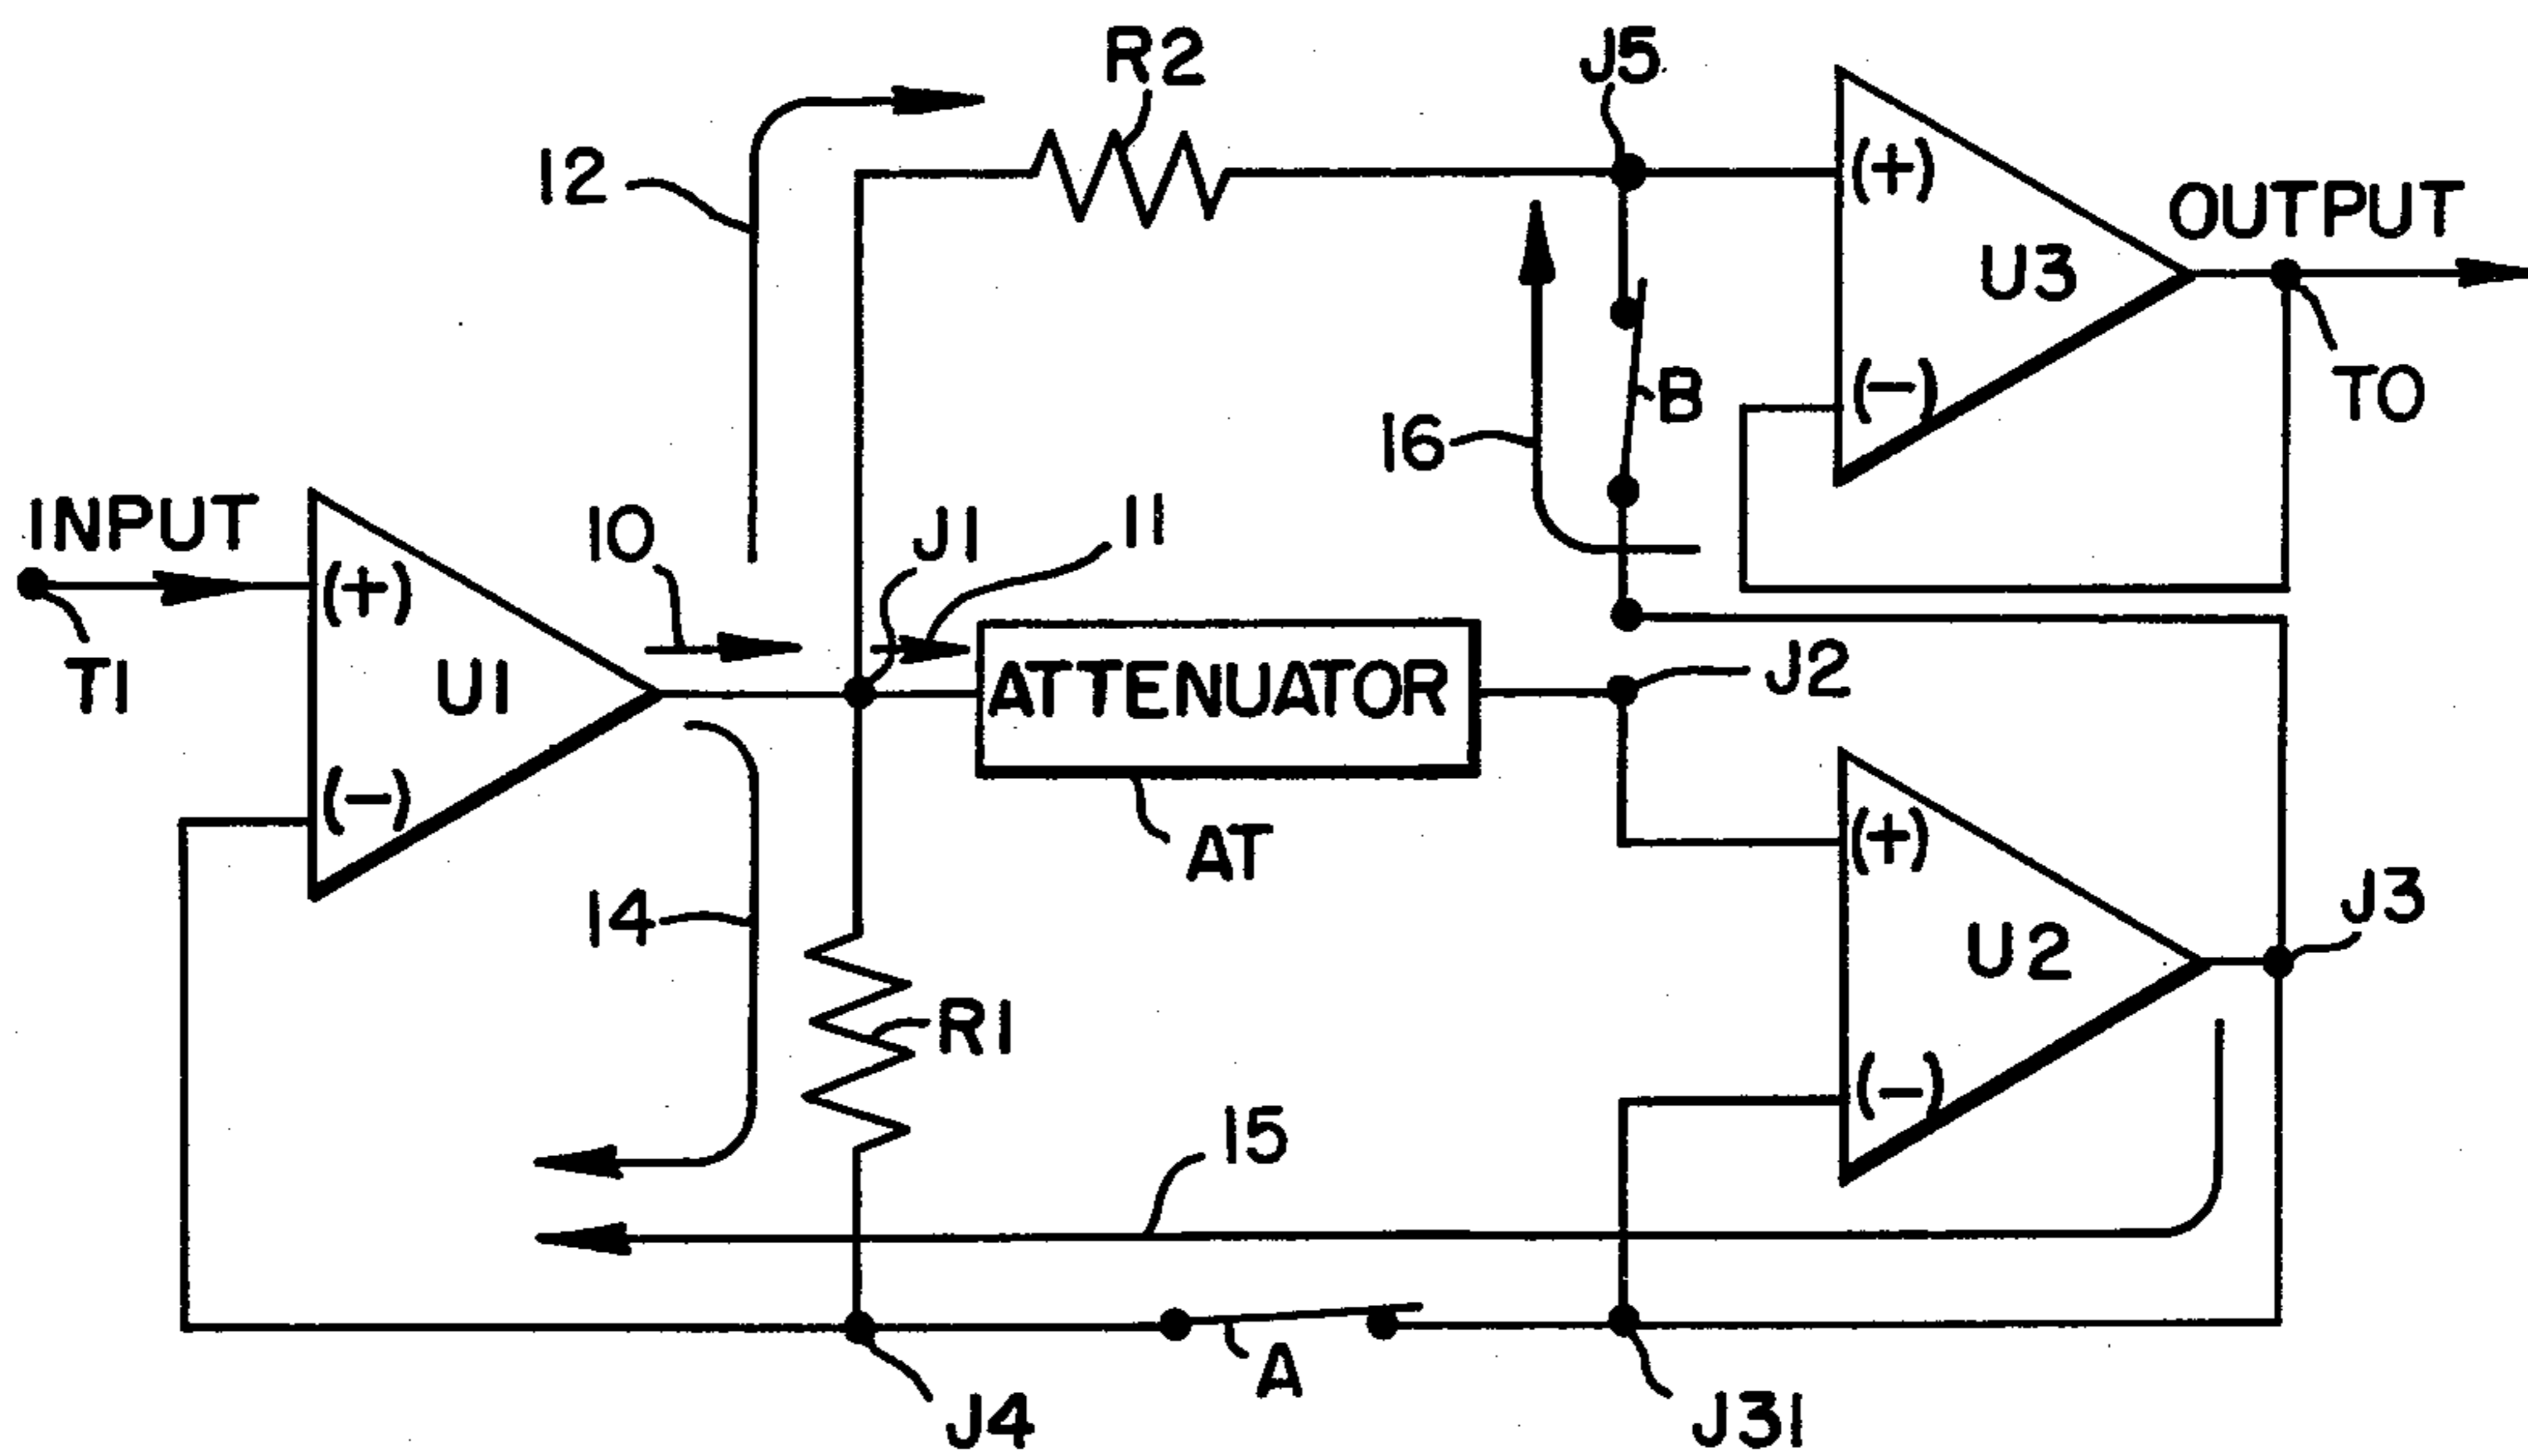 R2
J5
12
(+)
OUTPUT
U3
(-)
TO
B
16
INPUT
10
J1
11
(+)
T1
U1
ATTENUATOR
J2
(-)
AT
(+)
14
U2
J3
R1
(-)
15
A
J4
J31